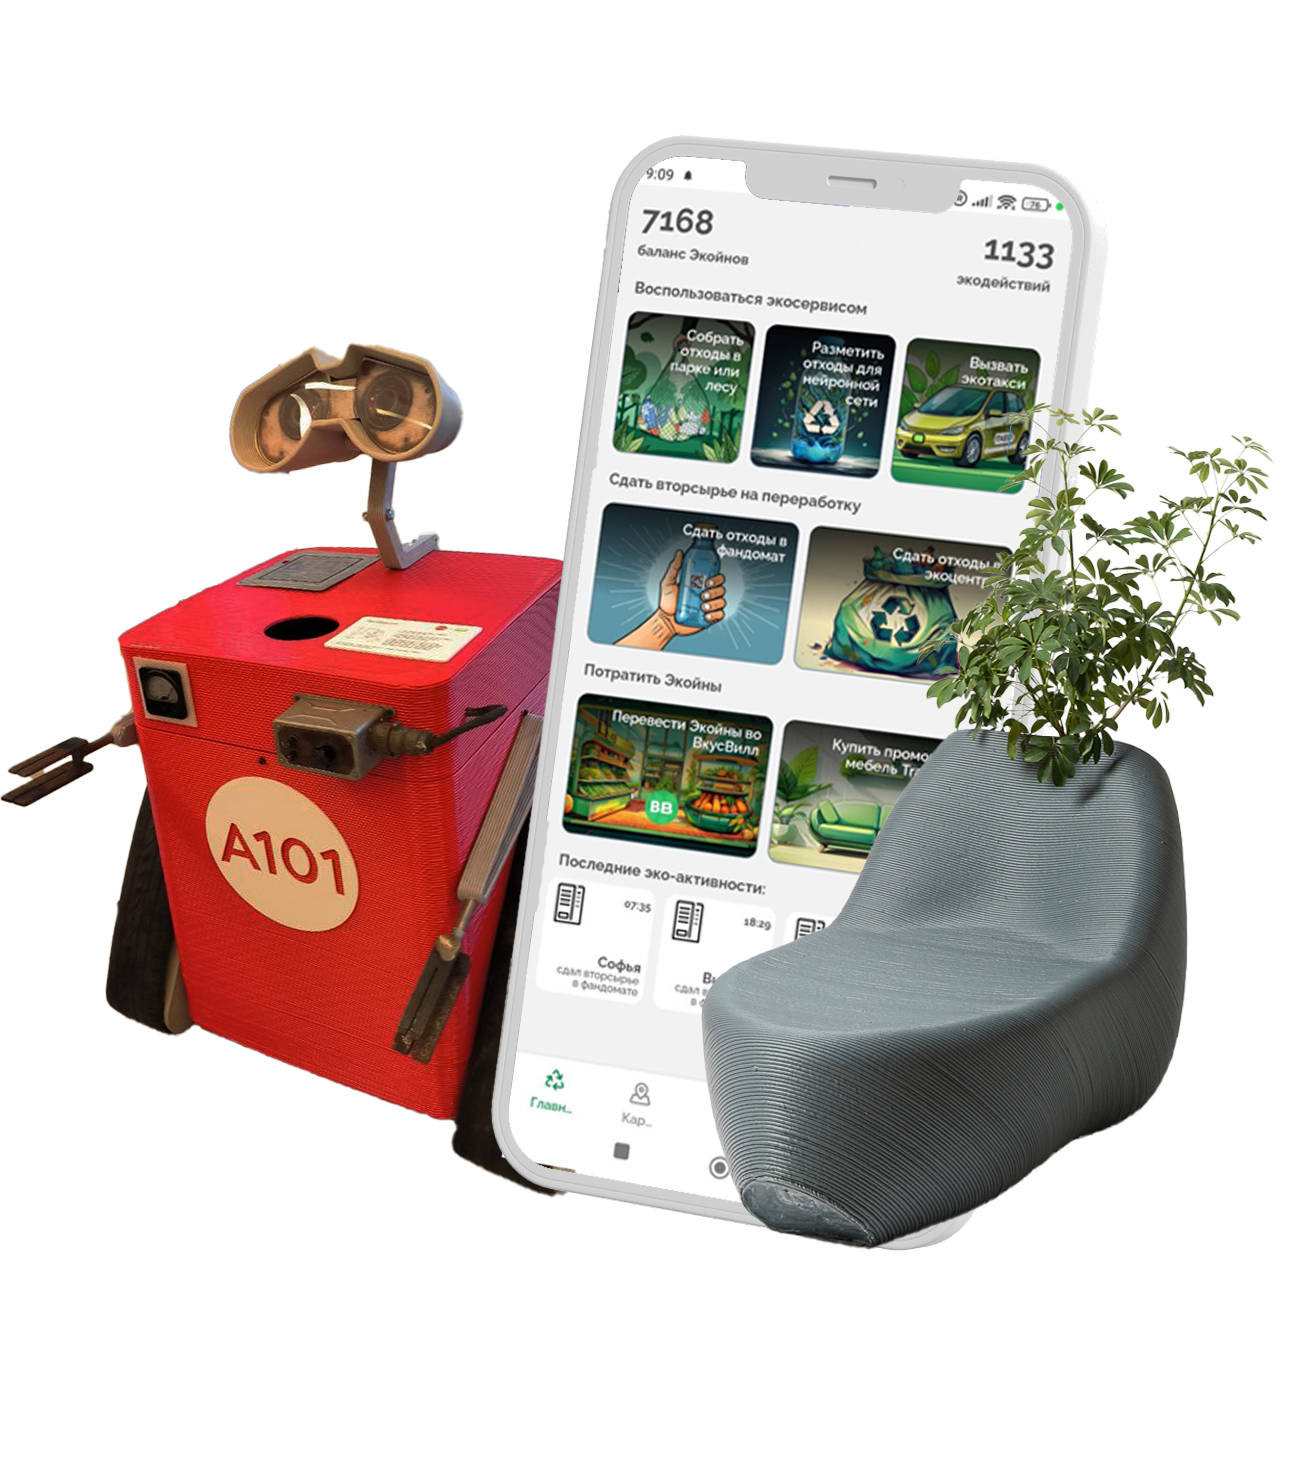 9:09
76
7168
баланс Экойнов
1133
экодействий
Воспользоваться экосервисом
Собрать
отходы в
парке или
лесу
Разметить
отходы для
нейронной
сети
Вызвать
экотакси
Сдать вторсырье на переработку
Сдать отходы в
фандомат
Сдать отходы в
Потратить Экойны
Перевести Экойны во
ВкусВилл
ВВ
Купить
мебель
Последние эко-активности:
07:35
Софья
сдал вторсырье
в фандомате
18:29
Главн...
Кар...
А101